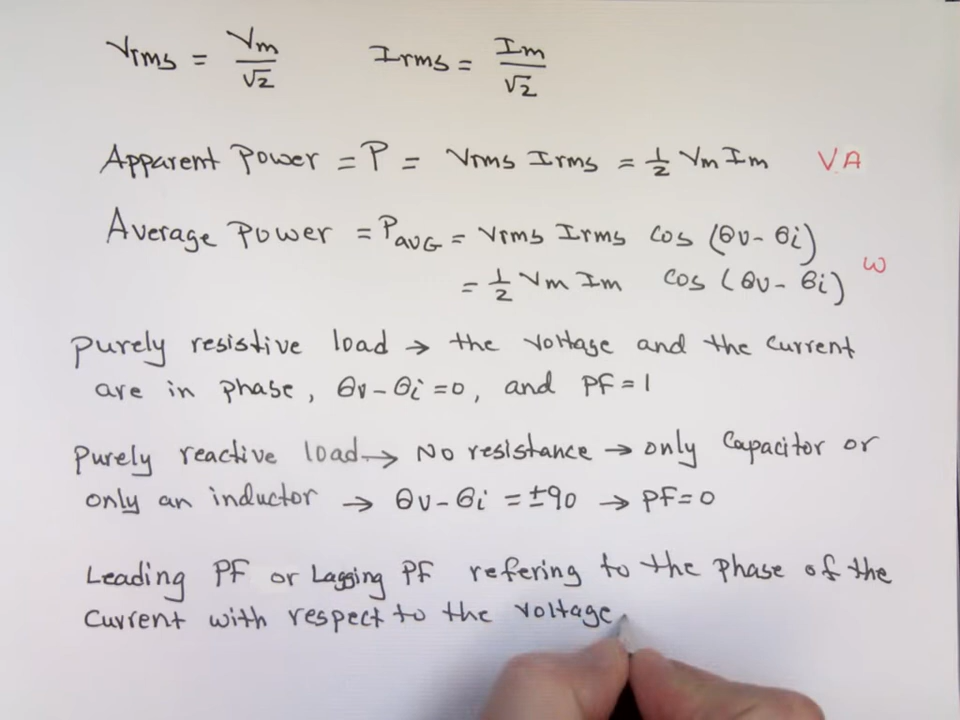 Vrms = Vm/√2    Irms = Im/√2
Apparent Power = P = Vrms Irms = 1/2 Vm Im    VA
Average Power = PAVG = Vrms Irms cos (θv - θi)
= 1/2 Vm Im cos (θv - θi)    W
Purely resistive load → the voltage and the current
are in phase, θv - θi = 0, and PF = 1
Purely reactive load → No resistance → only capacitor or
only an inductor → θv - θi = ±90 → PF = 0
Leading PF or Lagging PF refering to the phase of the
current with respect to the voltage.